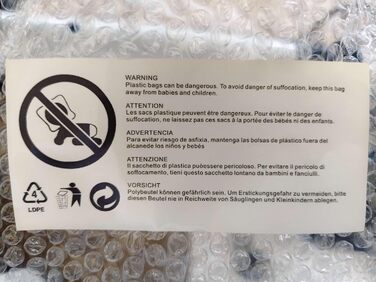 WARNING
Plastic bags can be dangerous. To avoid danger of suffocation, keep this bag
away from babies and children.
ATTENTION
Les sacs plastique peuvent être dangereux. Pour éviter le danger de
suffocation, ne laissez pas ces sacs à la portée des bébés ni des enfants.
ADVERTENCIA
Para evitar riesgo de asfixia, mantenga las bolsas de plástico fuera del
alcanede los niños y bebés
ATTENZIONE
Il sacchetto di plastica puòessere pericoloso. Per evitare il pericolo di
soffocamento, tieni questo sacchetto lontano da bambini e fanciulli.
VORSICHT
Polybeutel können gefährlich sein. Um Erstickungsgefahr zu vermeiden, bitte
diesen Beutel nie in Reichweite von Säuglingen und Kleinkindern ablegen.
4
LDPE